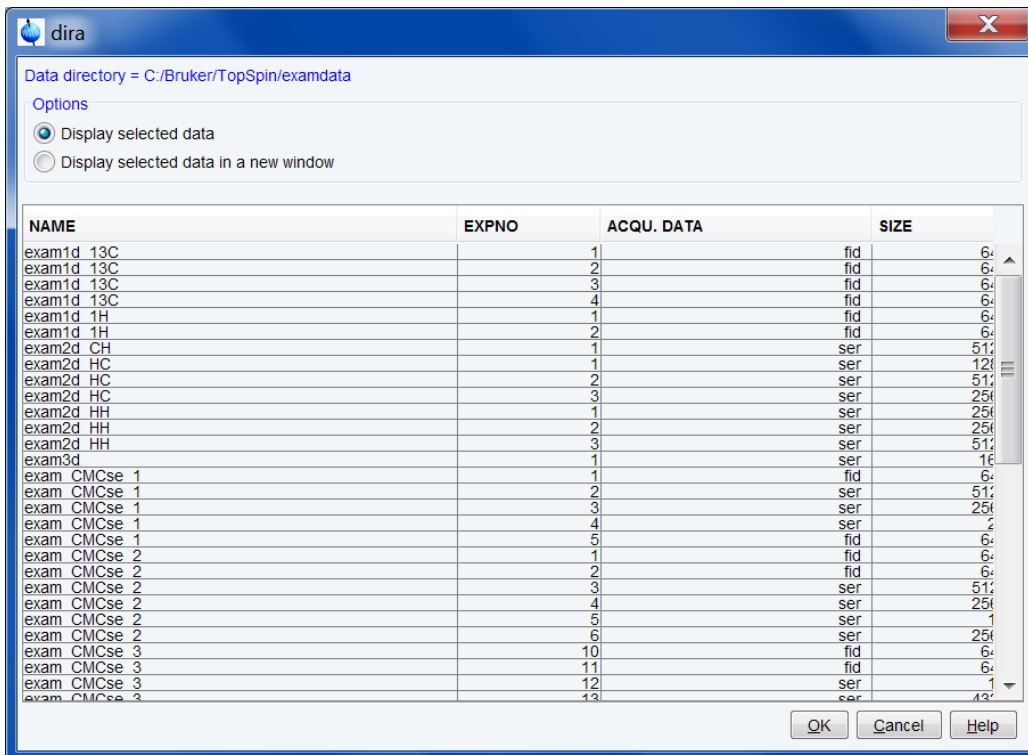 dira
Data directory = C:/Bruker/TopSpin/examdata
Options
Display selected data
Display selected data in a new window
NAME EXPNO ACQU. DATA SIZE
exam1d_13C 1 fid
exam1d_13C 2 fid
exam1d_13C 3 fid
exam1d_13C 4 fid
exam1d_1H 1 fid
exam1d_1H 2 fid
exam2d_CH 1 ser
exam2d_HC 1 ser
exam2d_HC 2 ser
exam2d_HC 3 ser
exam2d_HH 1 ser
exam2d_HH 2 ser
exam2d_HH 3 ser
exam3d 1 ser
exam_CMCse_1 1 fid
exam_CMCse_1 2 ser
exam_CMCse_1 3 ser
exam_CMCse_1 4 ser
exam_CMCse_1 5 fid
exam_CMCse_2 1 fid
exam_CMCse_2 2 fid
exam_CMCse_2 3 ser
exam_CMCse_2 4 ser
exam_CMCse_2 5 ser
exam_CMCse_2 6 ser
exam_CMCse_3 10 fid
exam_CMCse_3 11 fid
exam_CMCse_3 12 ser
exam_CMCse_3 13 ser
OK Cancel Help